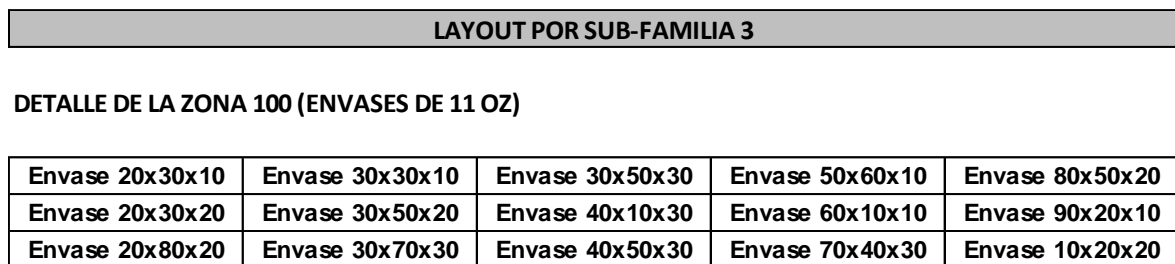 LAYOUT POR SUB-FAMILIA 3
DETALLE DE LA ZONA 100 (ENVASES DE 11 OZ)
Envase 20x30x10 Envase 30x30x10 Envase 30x50x30 Envase 50x60x10 Envase 80x50x20
Envase 20x30x20 Envase 30x50x20 Envase 40x10x30 Envase 60x10x10 Envase 90x20x10
Envase 20x80x20 Envase 30x70x30 Envase 40x50x30 Envase 70x40x30 Envase 10x20x20